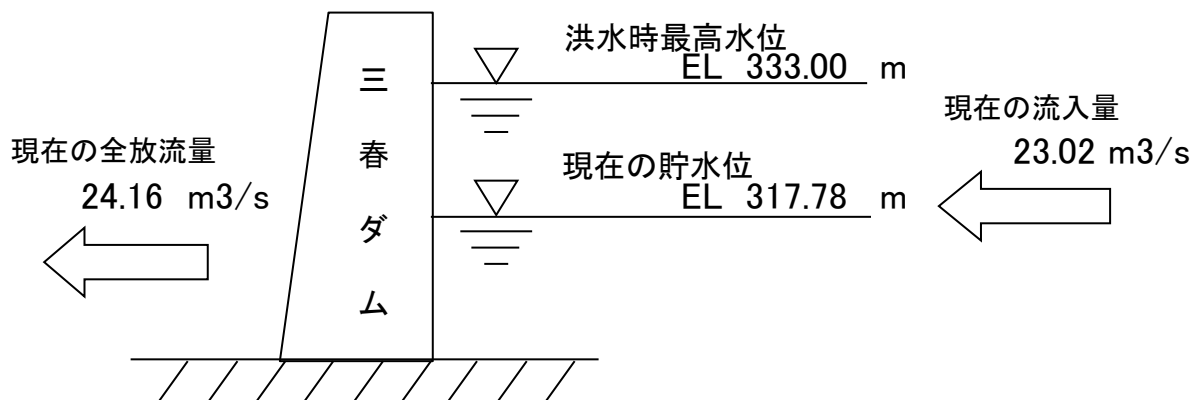 洪水時最高水位
EL 333.00 m
現在の流入量
23.02 m3/s
現在の全放流量
24.16 m3/s
現在の貯水位
EL 317.78 m
三春ダム